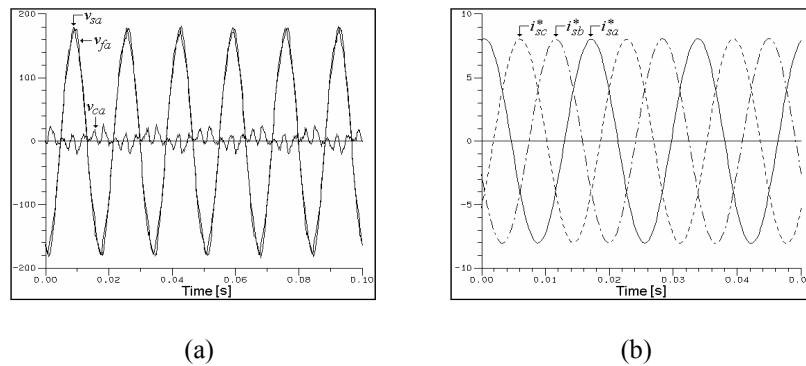 200
100
0
-100
-200
v_sa
v_fa
v_ca
0.00 0.02 0.04 0.06 0.08 0.10
Time [s]
(a)
10
5
0
-5
-10
i*_sc i*_sb i*_sa
0.00 0.01 0.02 0.03 0.04
Time [s]
(b)